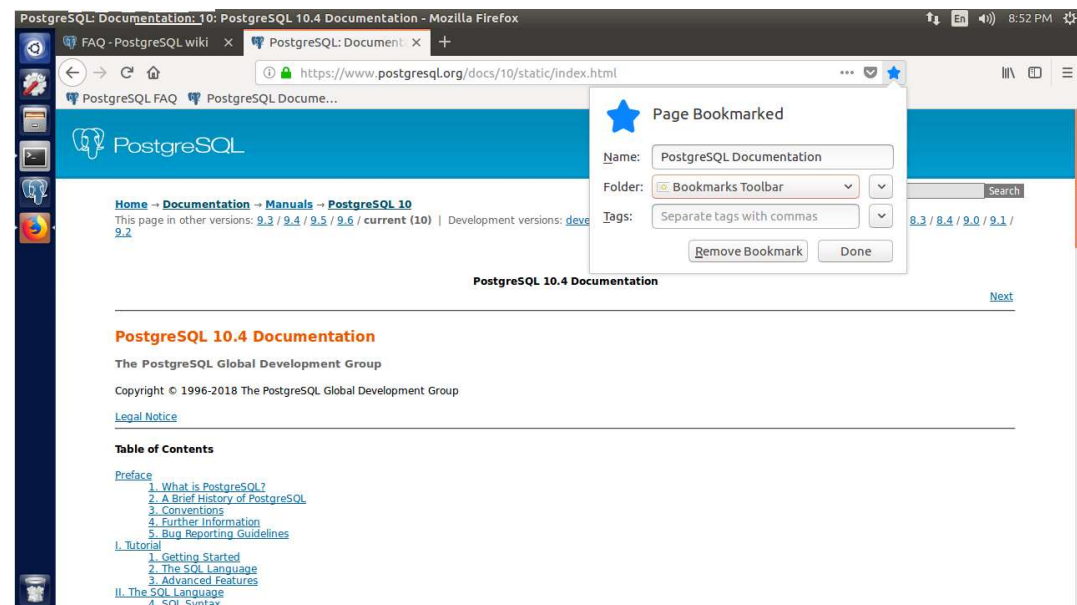 PostgreSQL: Documentation: 10: PostgreSQL 10.4 Documentation - Mozilla Firefox
En 8:52 PM
FAQ - PostgreSQL wiki × PostgreSQL: Document ×
https://www.postgresql.org/docs/10/static/index.html
PostgreSQL FAQ PostgreSQL Docume...
Page Bookmarked
Name: PostgreSQL Documentation
Folder: Bookmarks Toolbar
Tags: Separate tags with commas
Remove Bookmark Done
PostgreSQL
Search
Home → Documentation → Manuals → PostgreSQL 10
This page in other versions: 9.3 / 9.4 / 9.5 / 9.6 / current (10) | Development versions: deve 8.3 / 8.4 / 9.0 / 9.1 /
9.2
PostgreSQL 10.4 Documentation
Next
PostgreSQL 10.4 Documentation
The PostgreSQL Global Development Group
Copyright © 1996-2018 The PostgreSQL Global Development Group
Legal Notice
Table of Contents
Preface
1. What is PostgreSQL?
2. A Brief History of PostgreSQL
3. Conventions
4. Further Information
5. Bug Reporting Guidelines
I. Tutorial
1. Getting Started
2. The SQL Language
3. Advanced Features
II. The SQL Language
4. SQL Syntax